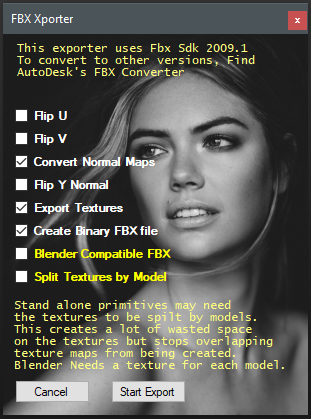 FBX Xporter
x
This exporter uses Fbx Sdk 2009.1
To convert to other versions, Find
AutoDesk's FBX Converter
Flip U
Flip V
Convert Normal Maps
Flip Y Normal
Export Textures
Create Binary FBX file
Blender Compatible FBX
Split Textures by Model
Stand alone primitives may need
the textures to be spilt by models.
This creates a lot of wasted space
on the textures but stops overlapping
texture maps from being created.
Blender Needs a texture for each model.
Cancel
Start Export